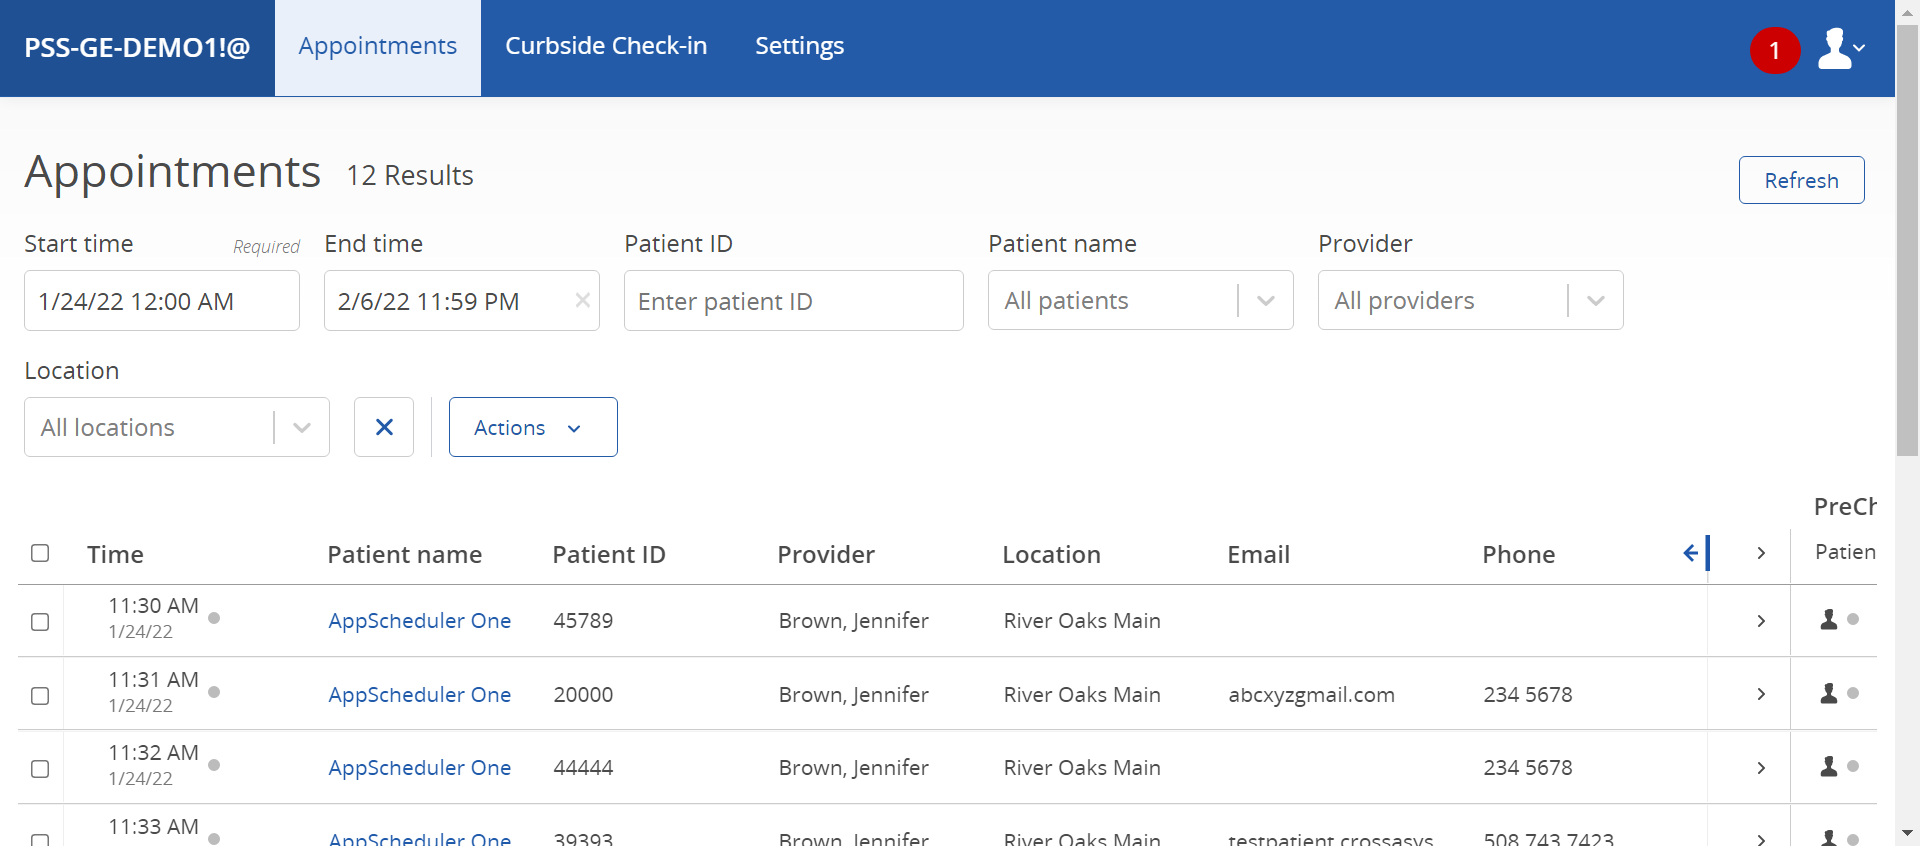 PSS-GE-DEMO1!@ Appointments Curbside Check-in Settings 1
Appointments 12 Results Refresh
Start time Required End time Patient ID Patient name Provider
1/24/22 12:00 AM 2/6/22 11:59 PM Enter patient ID All patients All providers
Location
All locations Actions
PreCh
Time Patient name Patient ID Provider Location Email Phone Patien
11:30 AM
1/24/22 AppScheduler One 45789 Brown, Jennifer River Oaks Main
11:31 AM
1/24/22 AppScheduler One 20000 Brown, Jennifer River Oaks Main abcxyzgmail.com 234 5678
11:32 AM
1/24/22 AppScheduler One 44444 Brown, Jennifer River Oaks Main 234 5678
11:33 AM
AppScheduler One 39393 Brown, Jennifer River Oaks Main testpatient.crossasys 508 743 7423